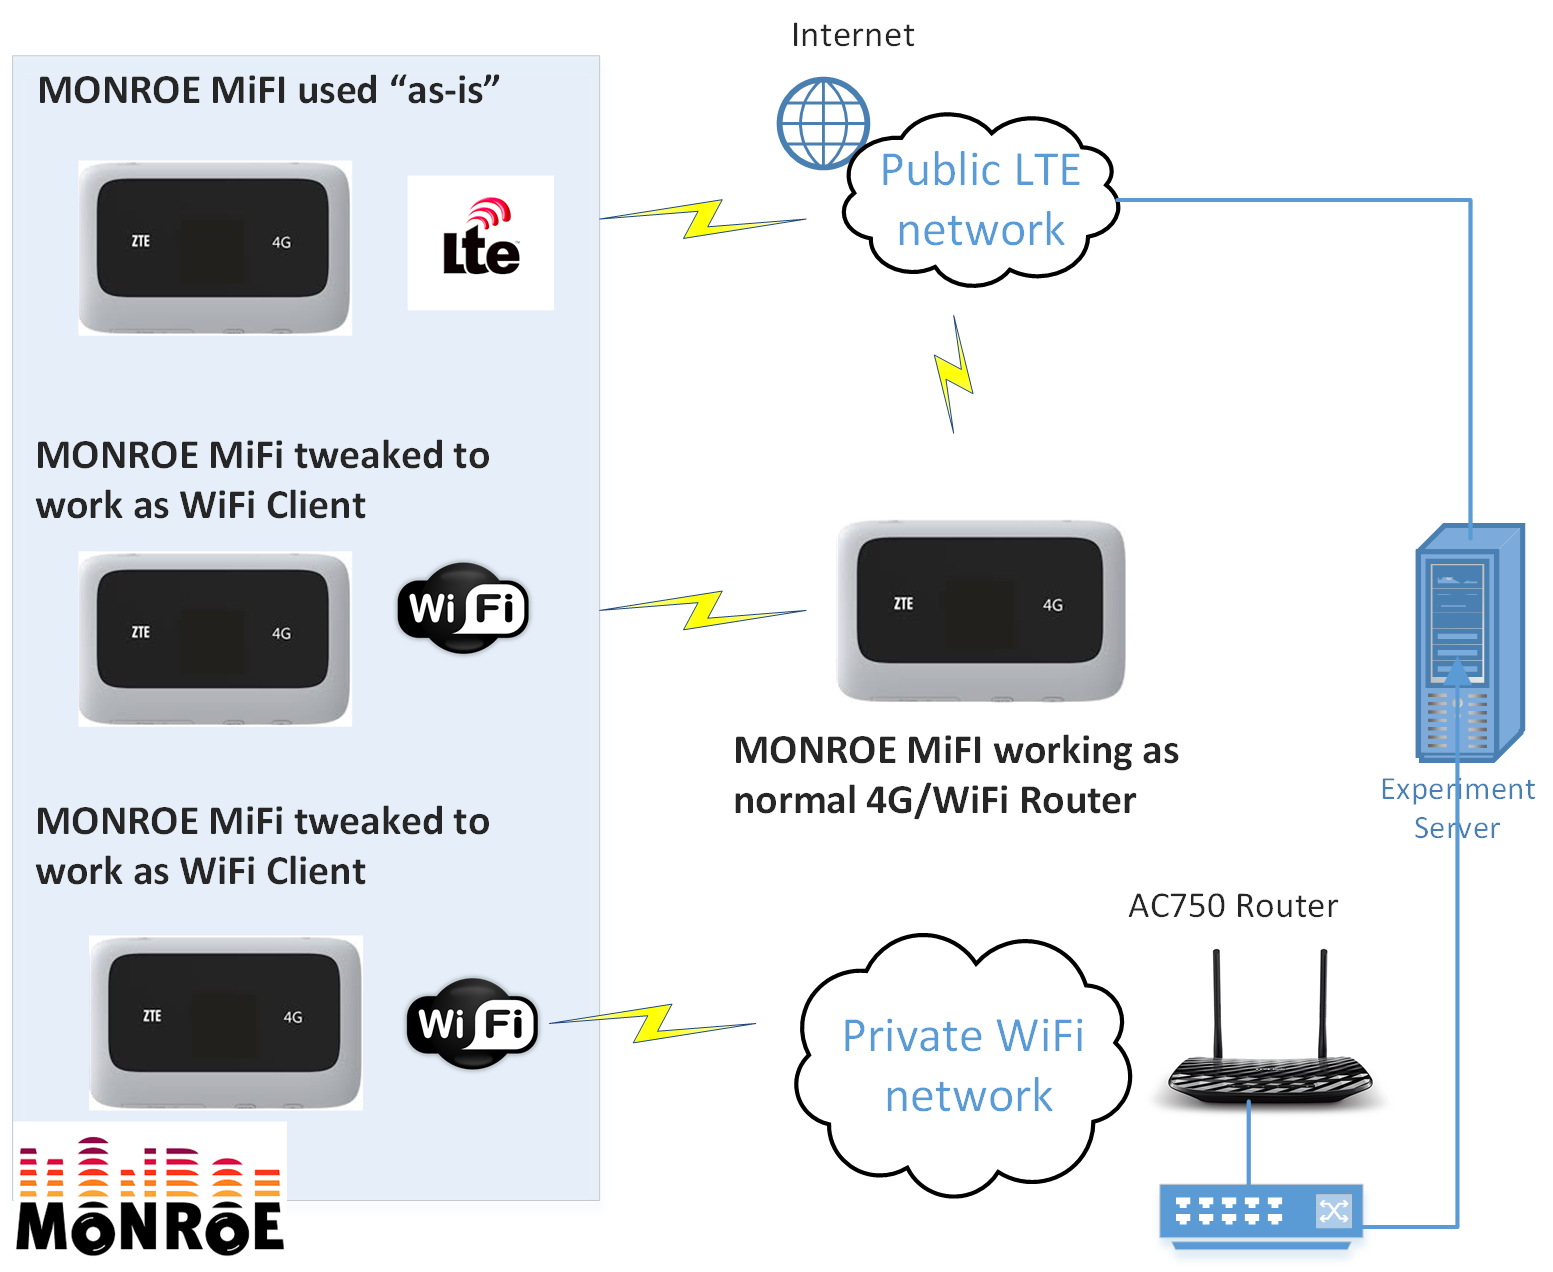 Internet
MONROE MiFI used “as-is”
Public LTE
network
ZTE 4G
Lte
MONROE MiFi tweaked to
work as WiFi Client
ZTE 4G
Wi Fi
ZTE 4G
MONROE MiFI working as
normal 4G/WiFi Router
Experiment
Server
MONROE MiFi tweaked to
work as WiFi Client
AC750 Router
ZTE 4G
Wi Fi
Private WiFi
network
MONROE